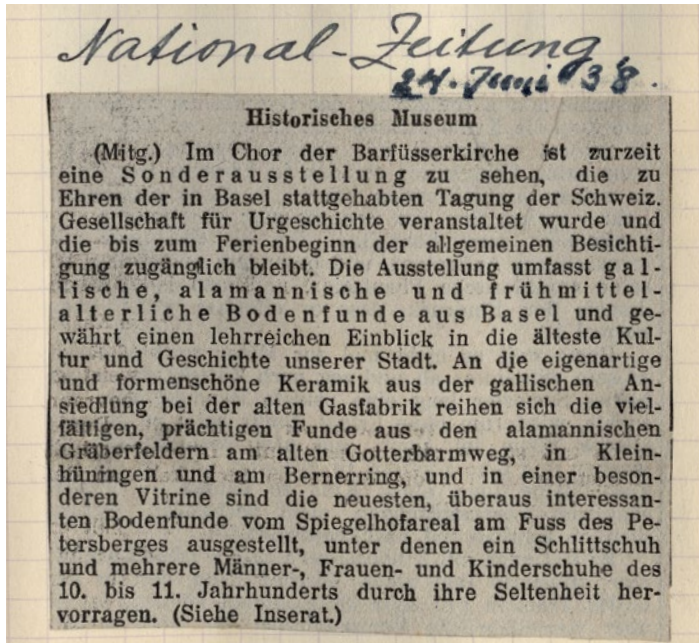 National-Zeitung
24. Juni 38.
Historisches Museum
(Mitg.) Im Chor der Barfüsserkirche ist zurzeit
eine Sonderausstellung zu sehen, die zu
Ehren der in Basel stattgehabten Tagung der Schweiz.
Gesellschaft für Urgeschichte veranstaltet wurde und
die bis zum Ferienbeginn der allgemeinen Besichti-
gung zugänglich bleibt. Die Ausstellung umfasst gal-
lische, alamannische und frühmittel-
alterliche Bodenfunde aus Basel und ge-
währt einen lehrreichen Einblick in die älteste Kul-
tur und Geschichte unserer Stadt. An die eigenartige
und formenschöne Keramik aus der gallischen An-
siedlung bei der alten Gasfabrik reihen sich die viel-
fältigen, prächtigen Funde aus den alamannischen
Gräberfeldern am alten Gotterbarmweg, in Klein-
hüningen und am Bernerring, und in einer beson-
deren Vitrine sind die neuesten, überaus interessan-
ten Bodenfunde vom Spiegelhofareal am Fuss des Pe-
tersberges ausgestellt, unter denen ein Schlittschuh
und mehrere Männer-, Frauen- und Kinderschuhe des
10. bis 11. Jahrhunderts durch ihre Seltenheit her-
vorragen. (Siehe Inserat.)